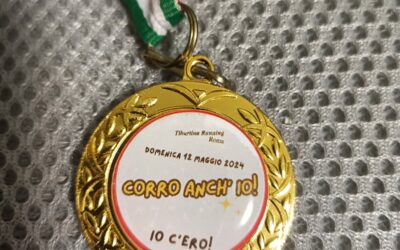 Tiburtina Running
Roma
DOMENICA 12 MAGGIO 2024
CORRO ANCH' IO!
IO C'ERO!